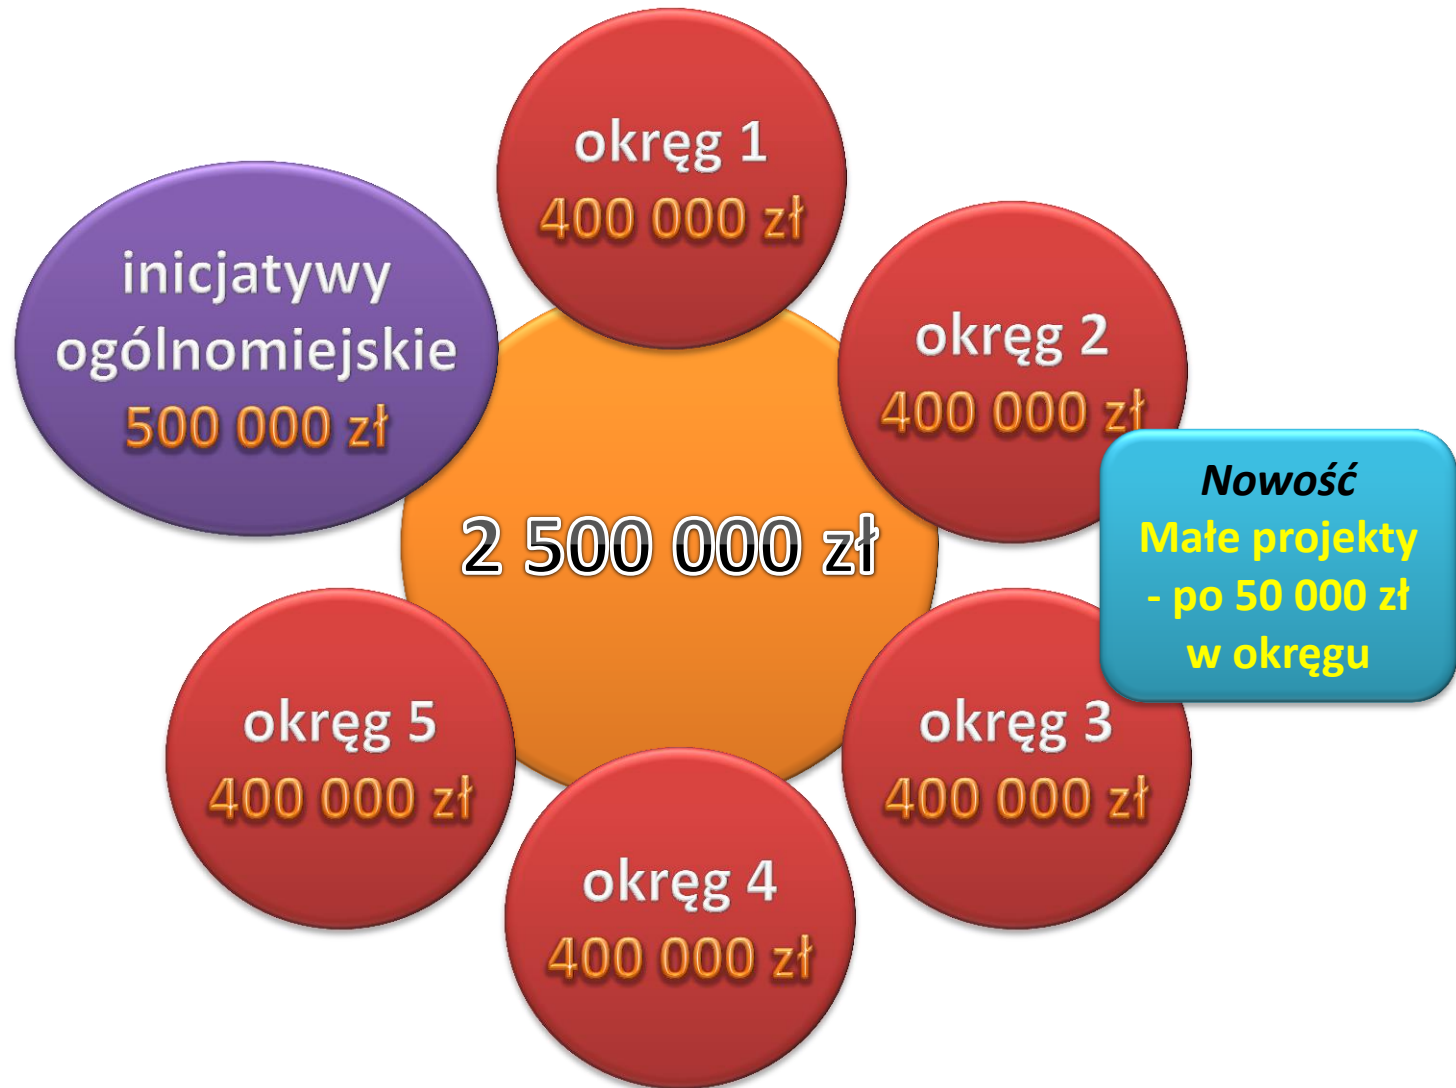 okręg 1
400 000 zł
inicjatywy
ogólnomiejskie
500 000 zł
okręg 2
400 000 zł
Nowość
Małe projekty
- po 50 000 zł
w okręgu
2 500 000 zł
okręg 5
400 000 zł
okręg 3
400 000 zł
okręg 4
400 000 zł